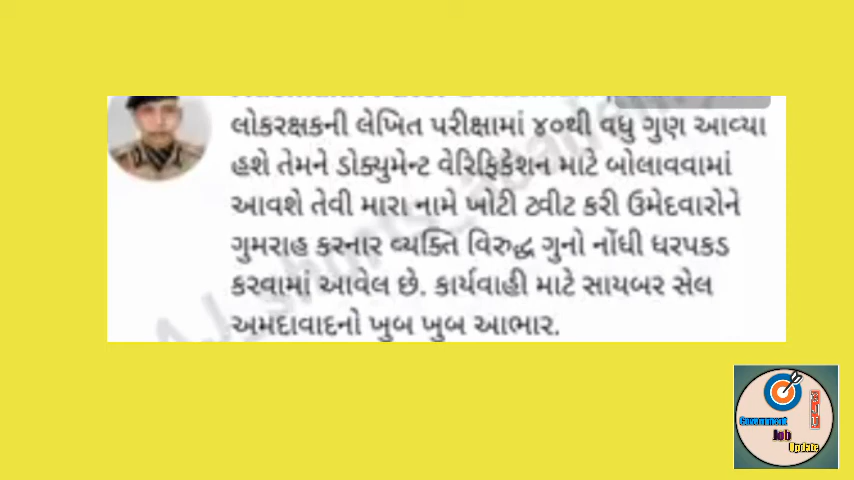 લોકરક્ષકની લેખિત પરીક્ષામાં ૪૦થી વધુ ગુણ આવ્યા
હશે તેમને ડોક્યુમેન્ટ વેરિફિકેશન માટે બોલાવવામાં
આવશે તેવી મારા નામે ખોટી ટ્વીટ કરી ઉમેદવારોને
ગુમરાહ કરનાર વ્યક્તિ વિરુદ્ધ ગુનો નોંધી ધરપકડ
કરવામાં આવેલ છે. કાર્યવાહી માટે સાયબર સેલ
અમદાવાદનો ખુબ ખુબ આભાર.
Government
Job
Update